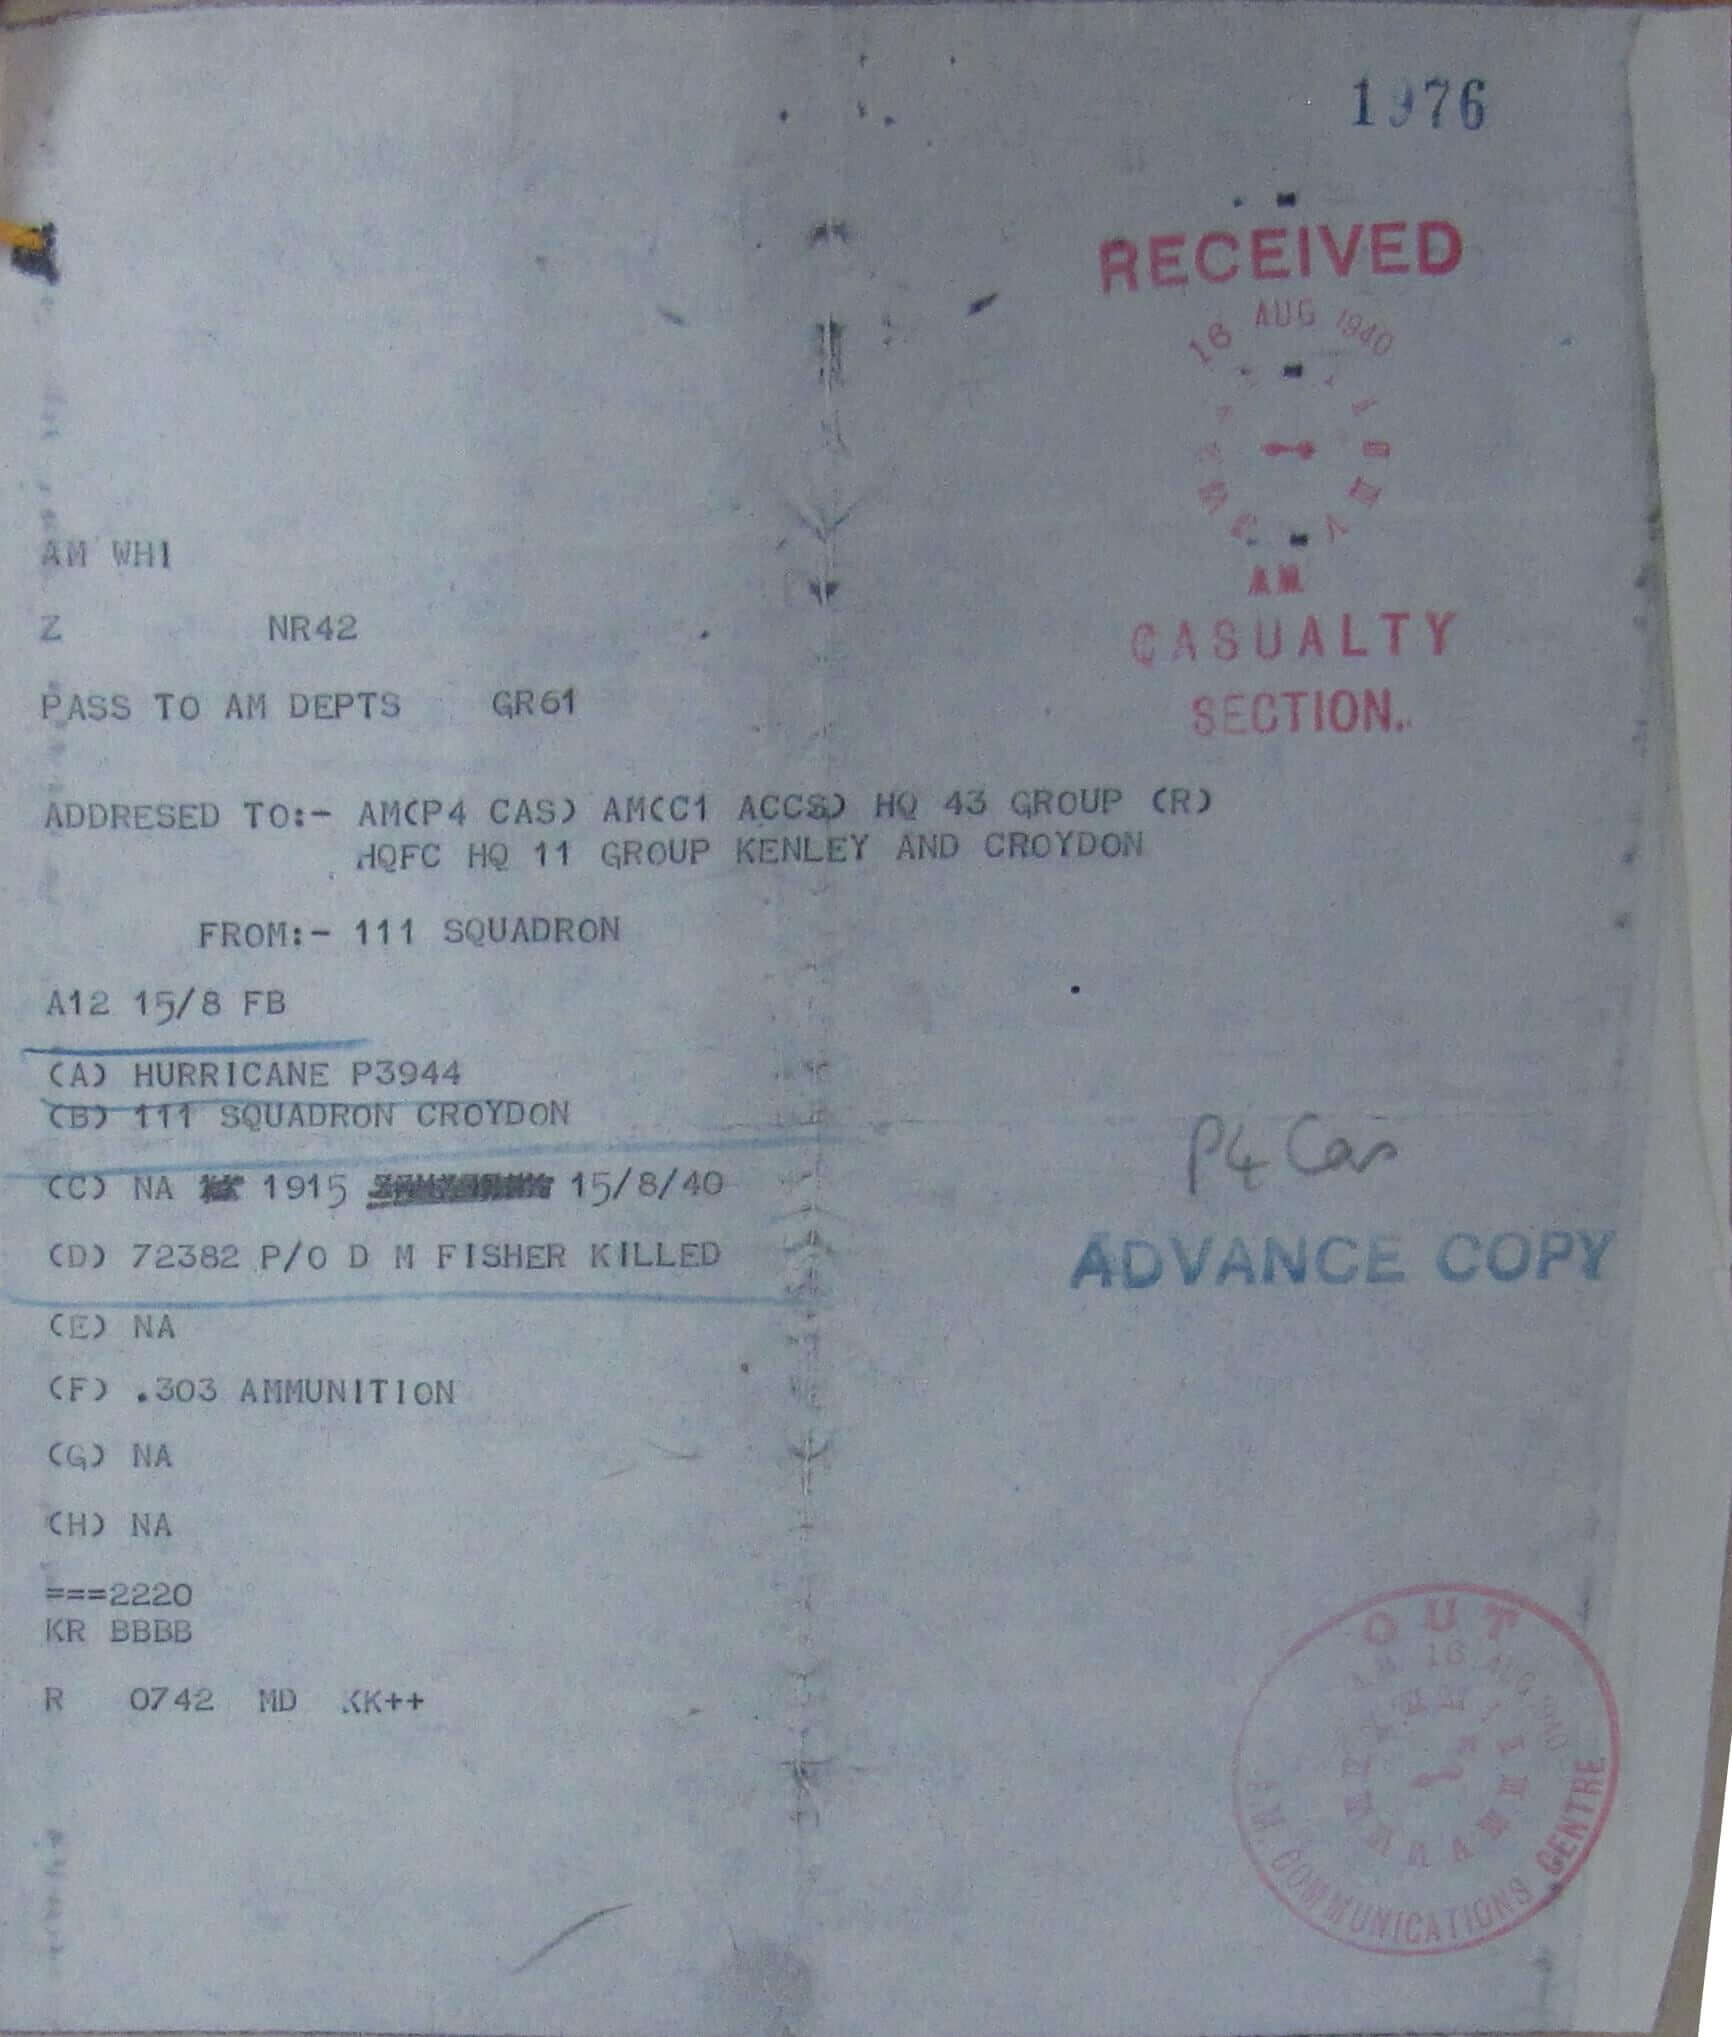 1976
RECEIVED
16 AUG 1940
AM
CASUALTY
SECTION.
AM WH1
Z NR42
PASS TO AM DEPTS GR61
ADDRESED TO:- AM(P4 CAS) AM(C1 ACCS) HQ 43 GROUP (R)
HQFC HQ 11 GROUP KENLEY AND CROYDON
FROM:- 111 SQUADRON
A12 15/8 FB
(A) HURRICANE P3944
(B) 111 SQUADRON CROYDON
(C) NA 1915 15/8/40
(D) 72382 P/O D M FISHER KILLED
P4 Cas
ADVANCE COPY
(E) NA
(F) .303 AMMUNITION
(G) NA
(H) NA
===2220
KR BBBB
R 0742 MD KK++
OUT
16 AUG 1940
A.M. COMMUNICATIONS CENTRE